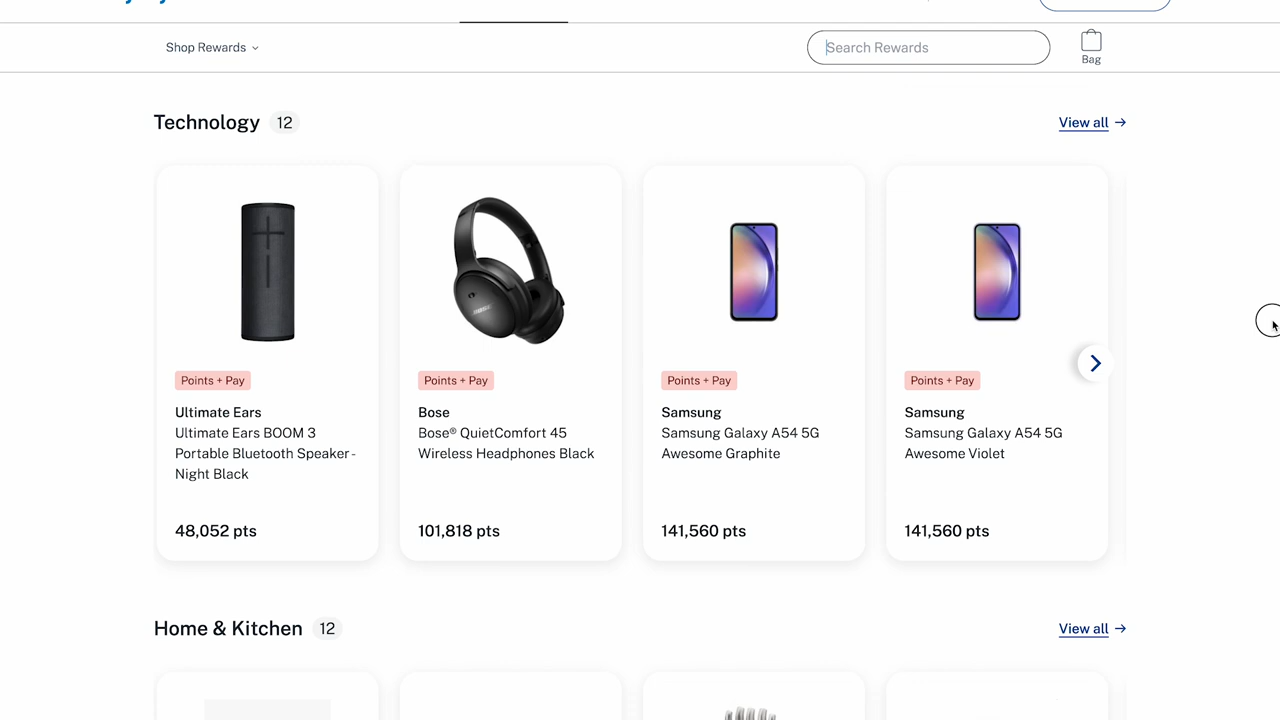 Shop Rewards
Search Rewards
Bag
Technology 12
View all →
Points + Pay
Ultimate Ears
Ultimate Ears BOOM 3
Portable Bluetooth Speaker -
Night Black
48,052 pts
Points + Pay
Bose
Bose® QuietComfort 45
Wireless Headphones Black
101,818 pts
Points + Pay
Samsung
Samsung Galaxy A54 5G
Awesome Graphite
141,560 pts
Points + Pay
Samsung
Samsung Galaxy A54 5G
Awesome Violet
141,560 pts
Home & Kitchen 12
View all →